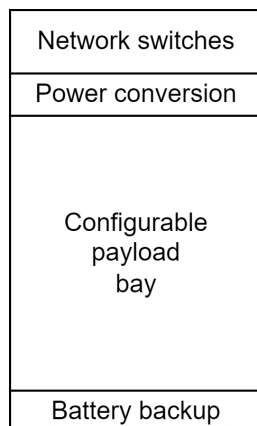 Network switches
Power conversion
Configurable
payload
bay
Battery backup